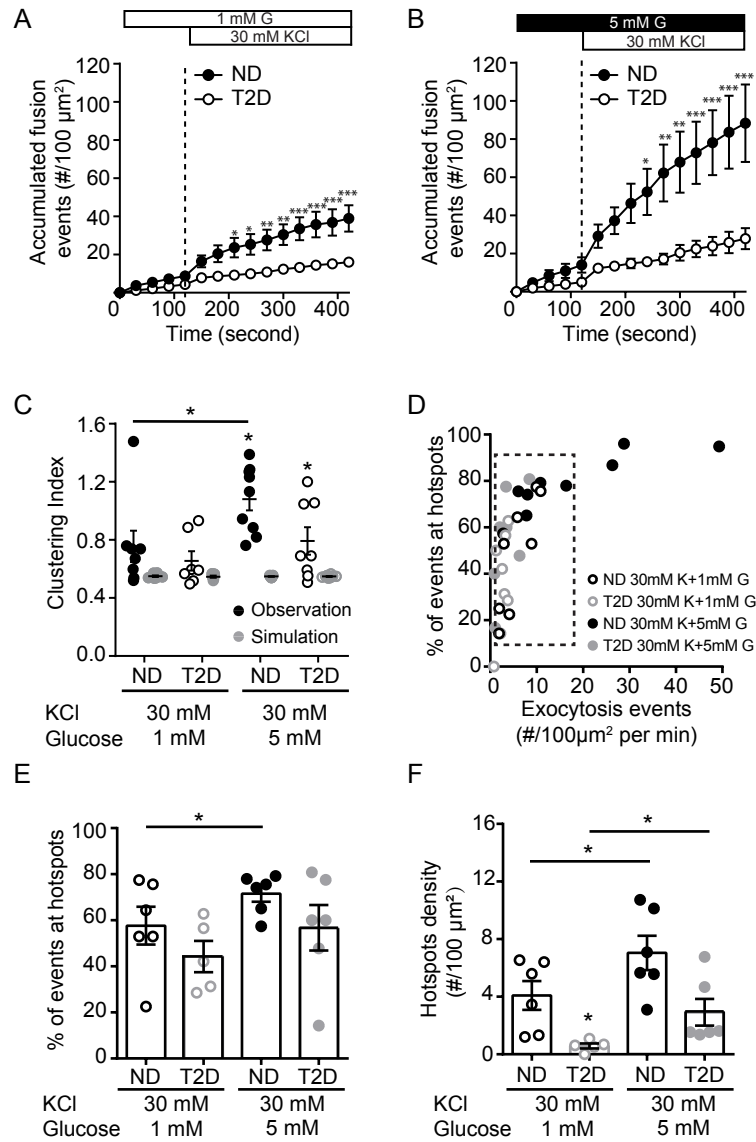 A
1 mM G
30 mM KCl
120
100
80
60
40
20
0
100
200
300
400
Accumulated fusion
events (#/100 µm²)
Time (second)
ND
T2D
*
*
**
**
***
***
***
***
B
5 mM G
30 mM KCl
120
100
80
60
40
20
0
100
200
300
400
Accumulated fusion
events (#/100 µm²)
Time (second)
ND
T2D
*
**
**
***
***
***
***
C
Clustering Index
1.6
1.2
0.8
0.4
0.0
*
*
*
Observation
Simulation
ND T2D ND T2D
KCl 30 mM 30 mM
Glucose 1 mM 5 mM
D
% of events at hotspots
100
80
60
40
20
0
0 10 20 30 40 50
Exocytosis events
(#/100µm² per min)
ND 30mM K+1mM G
T2D 30mM K+1mM G
ND 30mM K+5mM G
T2D 30mM K+5mM G
E
% of events at hotspots
100
80
60
40
20
0
*
ND T2D ND T2D
KCl 30 mM 30 mM
Glucose 1 mM 5 mM
F
Hotspots density
(#/100 µm²)
16
12
8
4
0
*
*
*
ND T2D ND T2D
KCl 30 mM 30 mM
Glucose 1 mM 5 mM